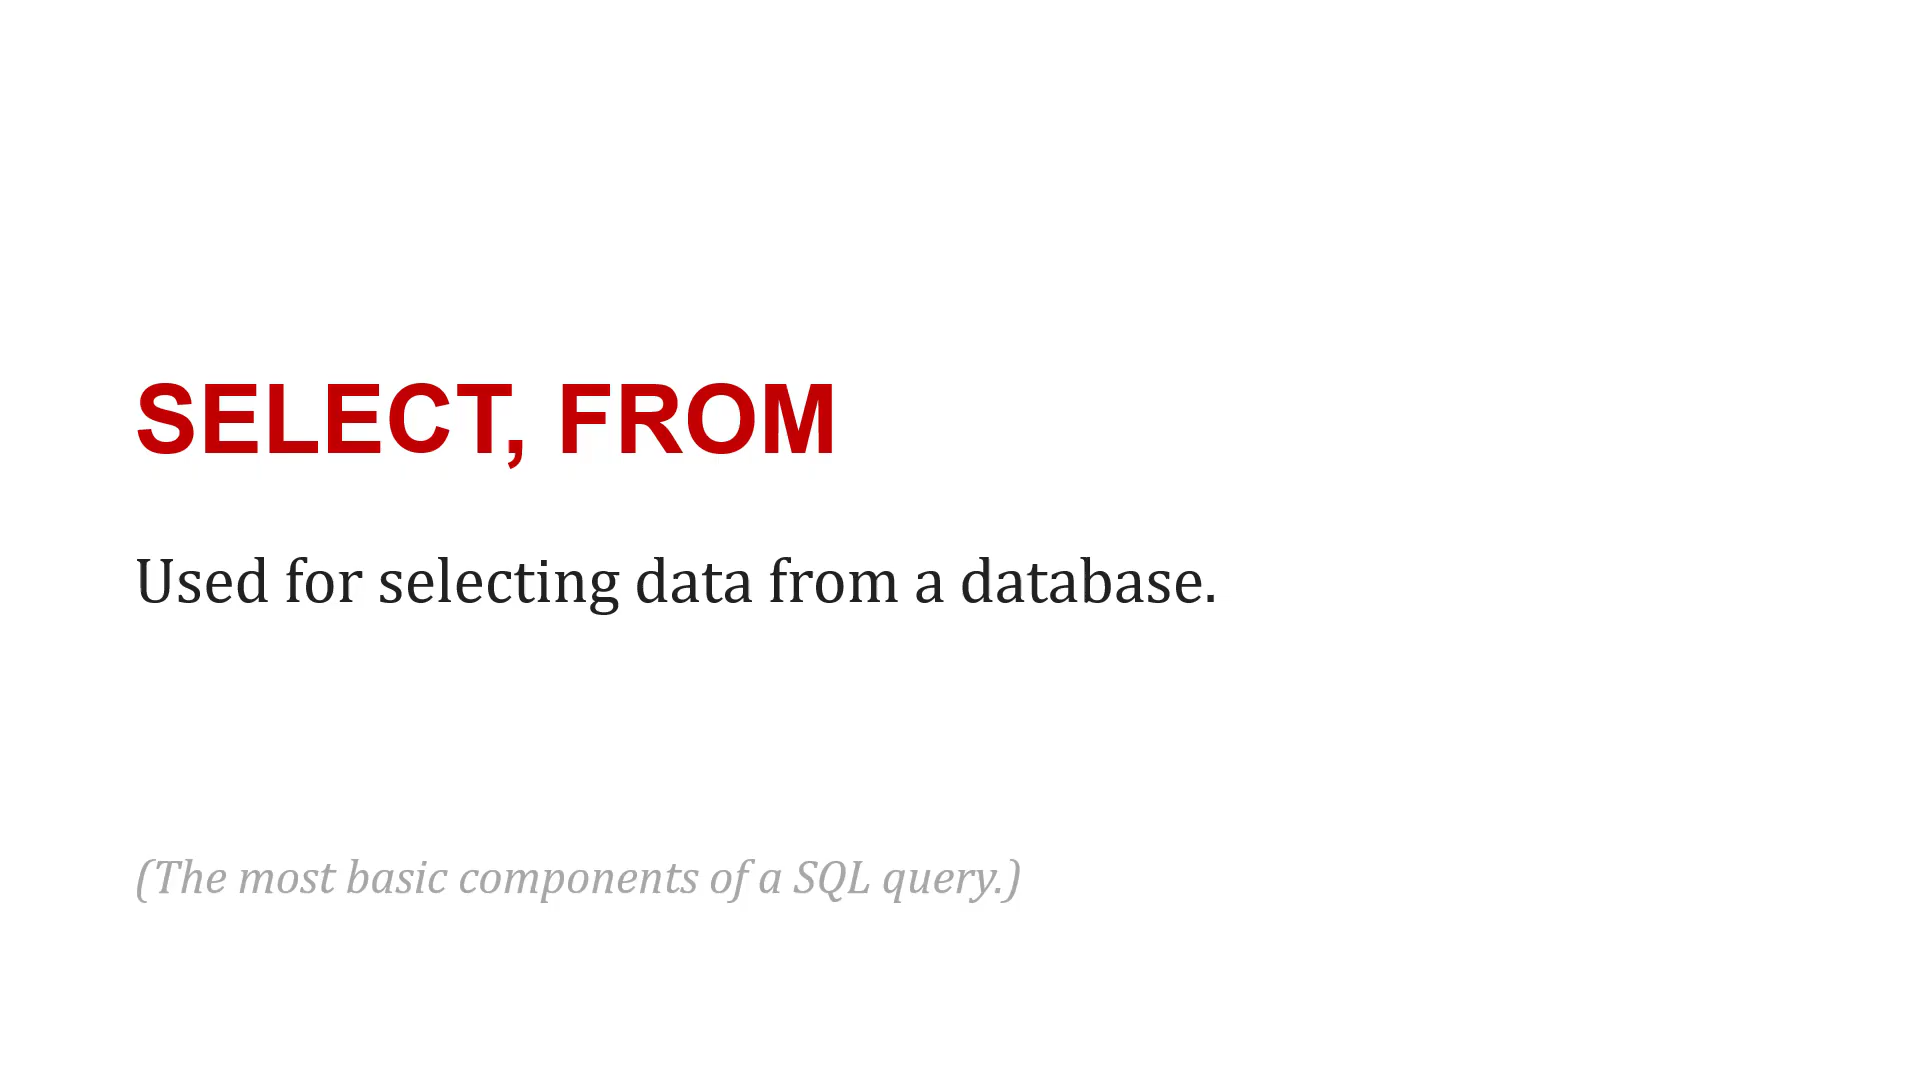 SELECT, FROM
Used for selecting data from a database.
(The most basic components of a SQL query.)